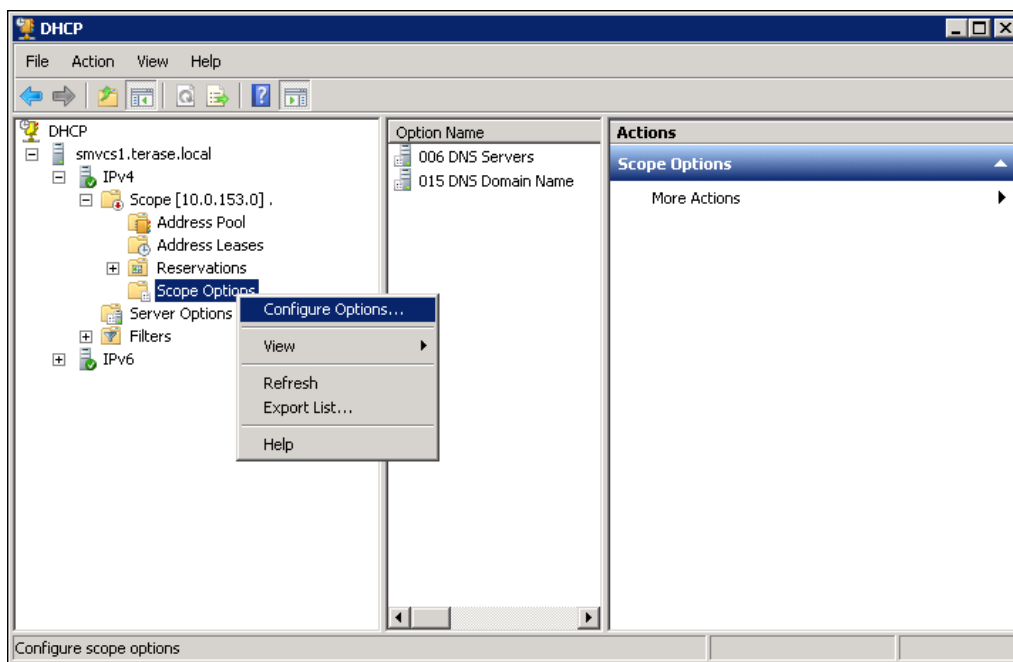 DHCP
File Action View Help
DHCP
smvcs1.terase.local
IPv4
Scope [10.0.153.0] .
Address Pool
Address Leases
Reservations
Scope Options
Server Options
Filters
IPv6
Configure Options...
View
Refresh
Export List...
Help
Option Name
006 DNS Servers
015 DNS Domain Name
Actions
Scope Options
More Actions
Configure scope options